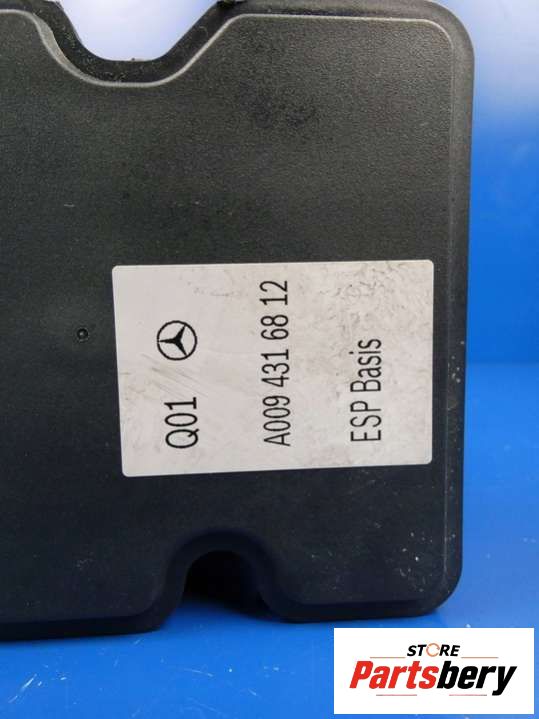 Q01
A009 431 68 12
ESP Basis
STORE
Partsbery